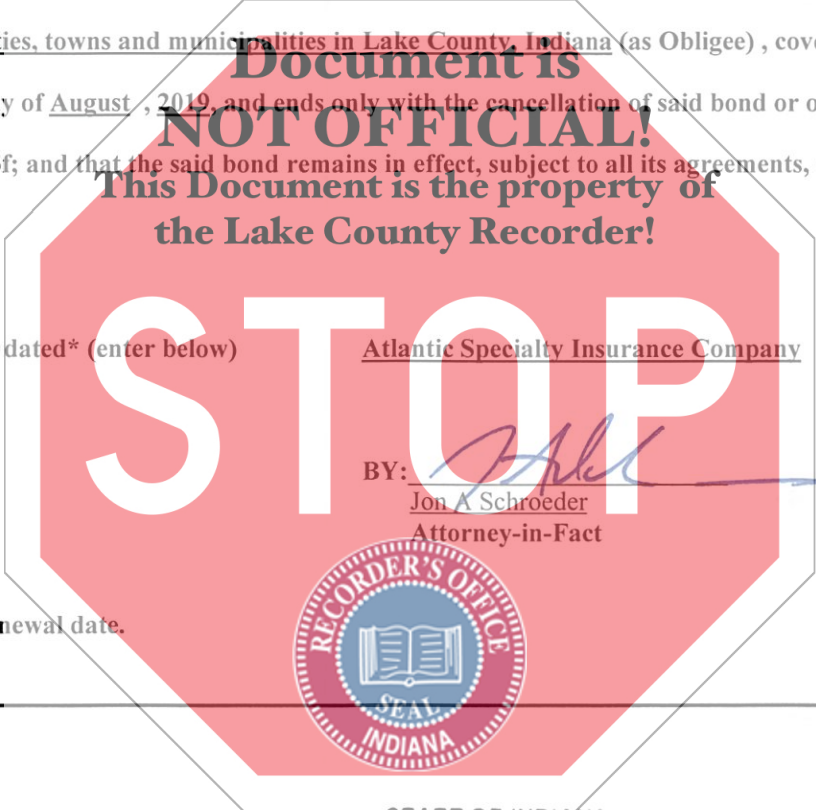 ties, towns and municipalities in Lake County, Indiana (as Obligee) , cove
Document is
y of August , 2019, and ends only with the cancellation of said bond or o
NOT OFFICIAL!
of; and that the said bond remains in effect, subject to all its agreements,
This Document is the property of
the Lake County Recorder!
STOP
dated* (enter below) Atlantic Specialty Insurance Company
BY:
Jon A Schroeder
Attorney-in-Fact
RECORDER'S OFFICE
SEAL
INDIANA
newal date.